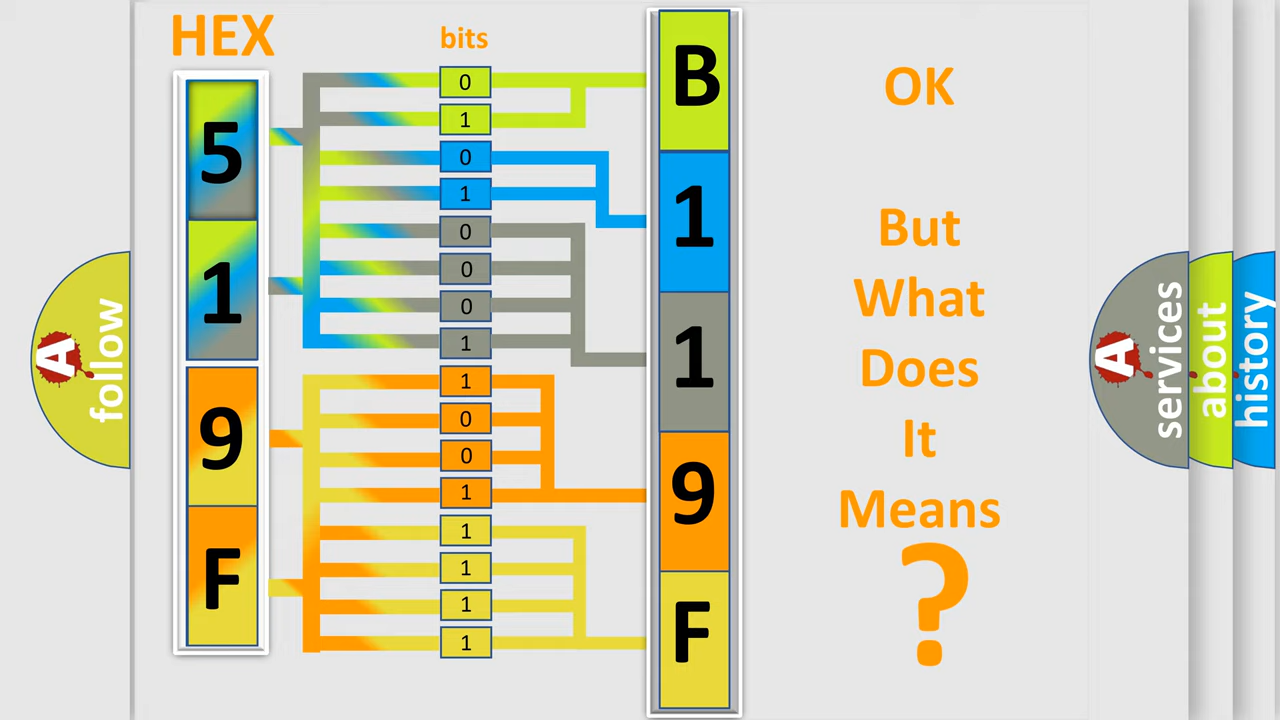 HEX
bits
5
1
9
F
0
1
0
1
0
0
0
1
1
0
0
1
1
1
1
1
B
1
1
9
F
OK
But
What
Does
It
Means
?
A
follow
A
services
about
history